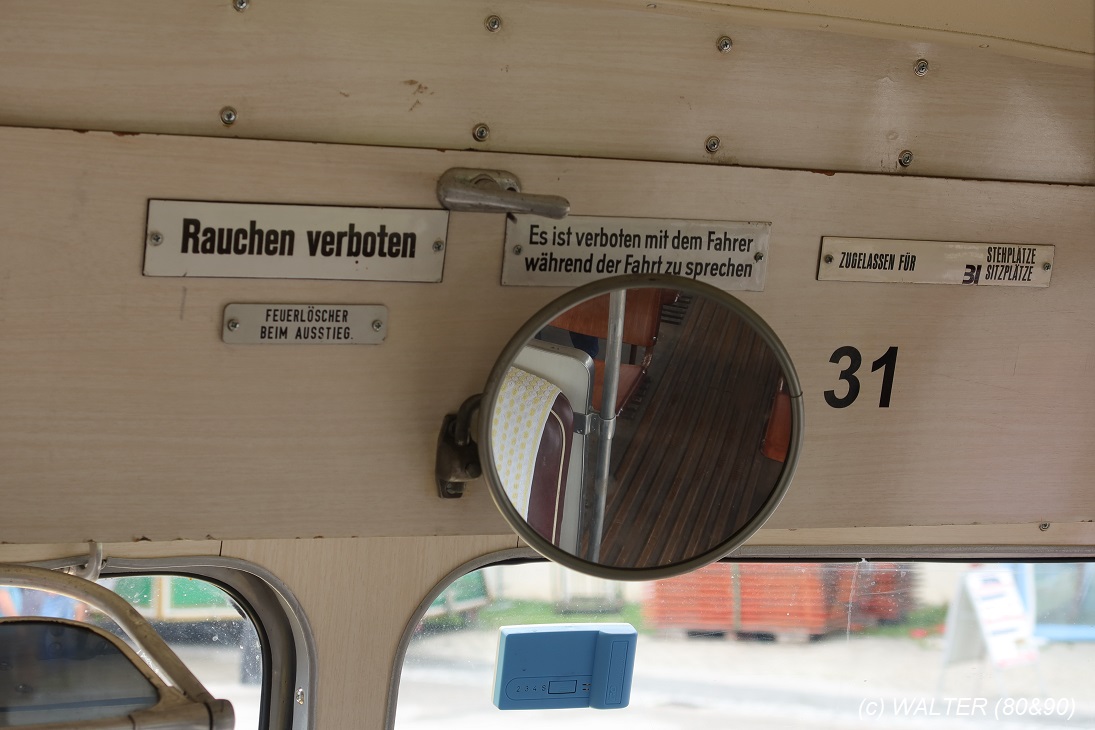 Rauchen verboten
Es ist verboten mit dem Fahrer
während der Fahrt zu sprechen
ZUGELASSEN FÜR
STEHPLÄTZE
31 SITZPLÄTZE
FEUERLÖSCHER
BEIM AUSSTIEG.
31
(c) WALTER (80&90)